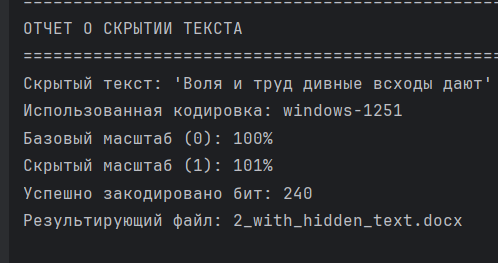 ==================================================
ОТЧЕТ О СКРЫТИИ ТЕКСТА
==================================================
Скрытый текст: 'Воля и труд дивные всходы дают'
Использованная кодировка: windows-1251
Базовый масштаб (0): 100%
Скрытый масштаб (1): 101%
Успешно закодировано бит: 240
Результирующий файл: 2_with_hidden_text.docx